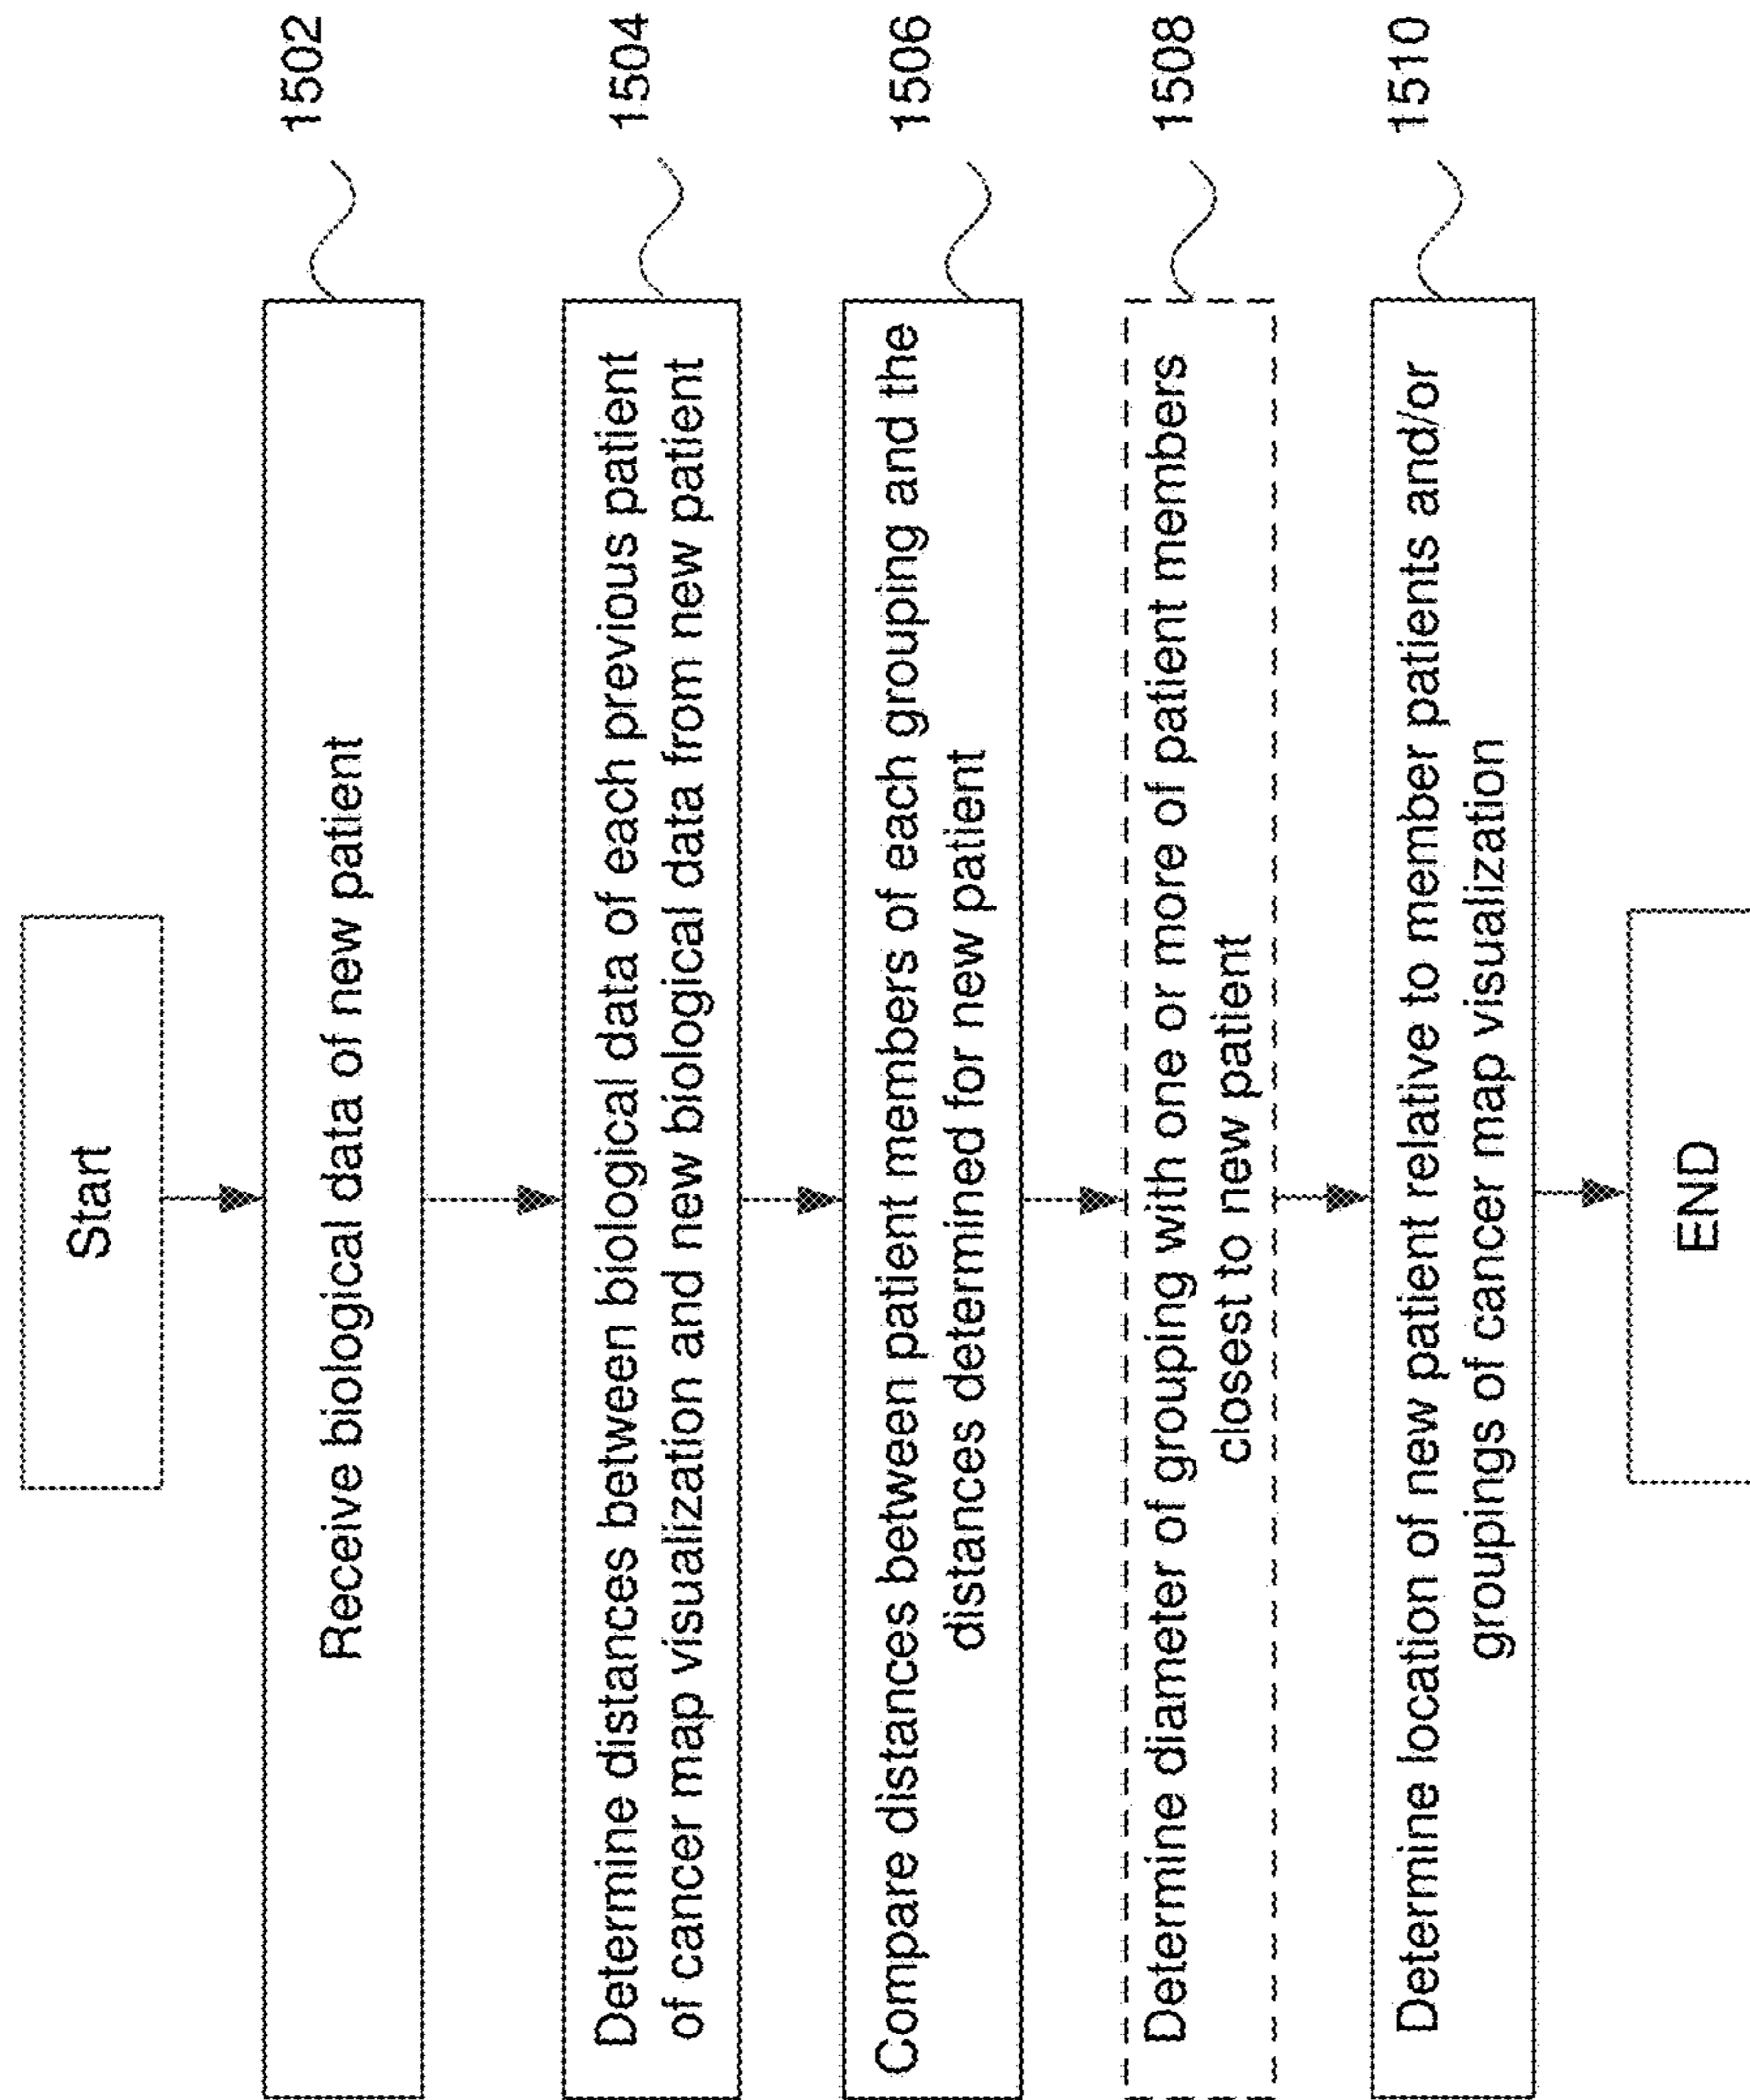 Start
Receive biological data of new patient
1502
Determine distances between biological data of each previous patient
of cancer map visualization and new biological data from new patient
1504
Compare distances between patient members of each grouping and the
distances determined for new patient
1506
Determine diameter of grouping with one or more of patient members
closest to new patient
1508
Determine location of new patient relative to member patients and/or
groupings of cancer map visualization
1510
END